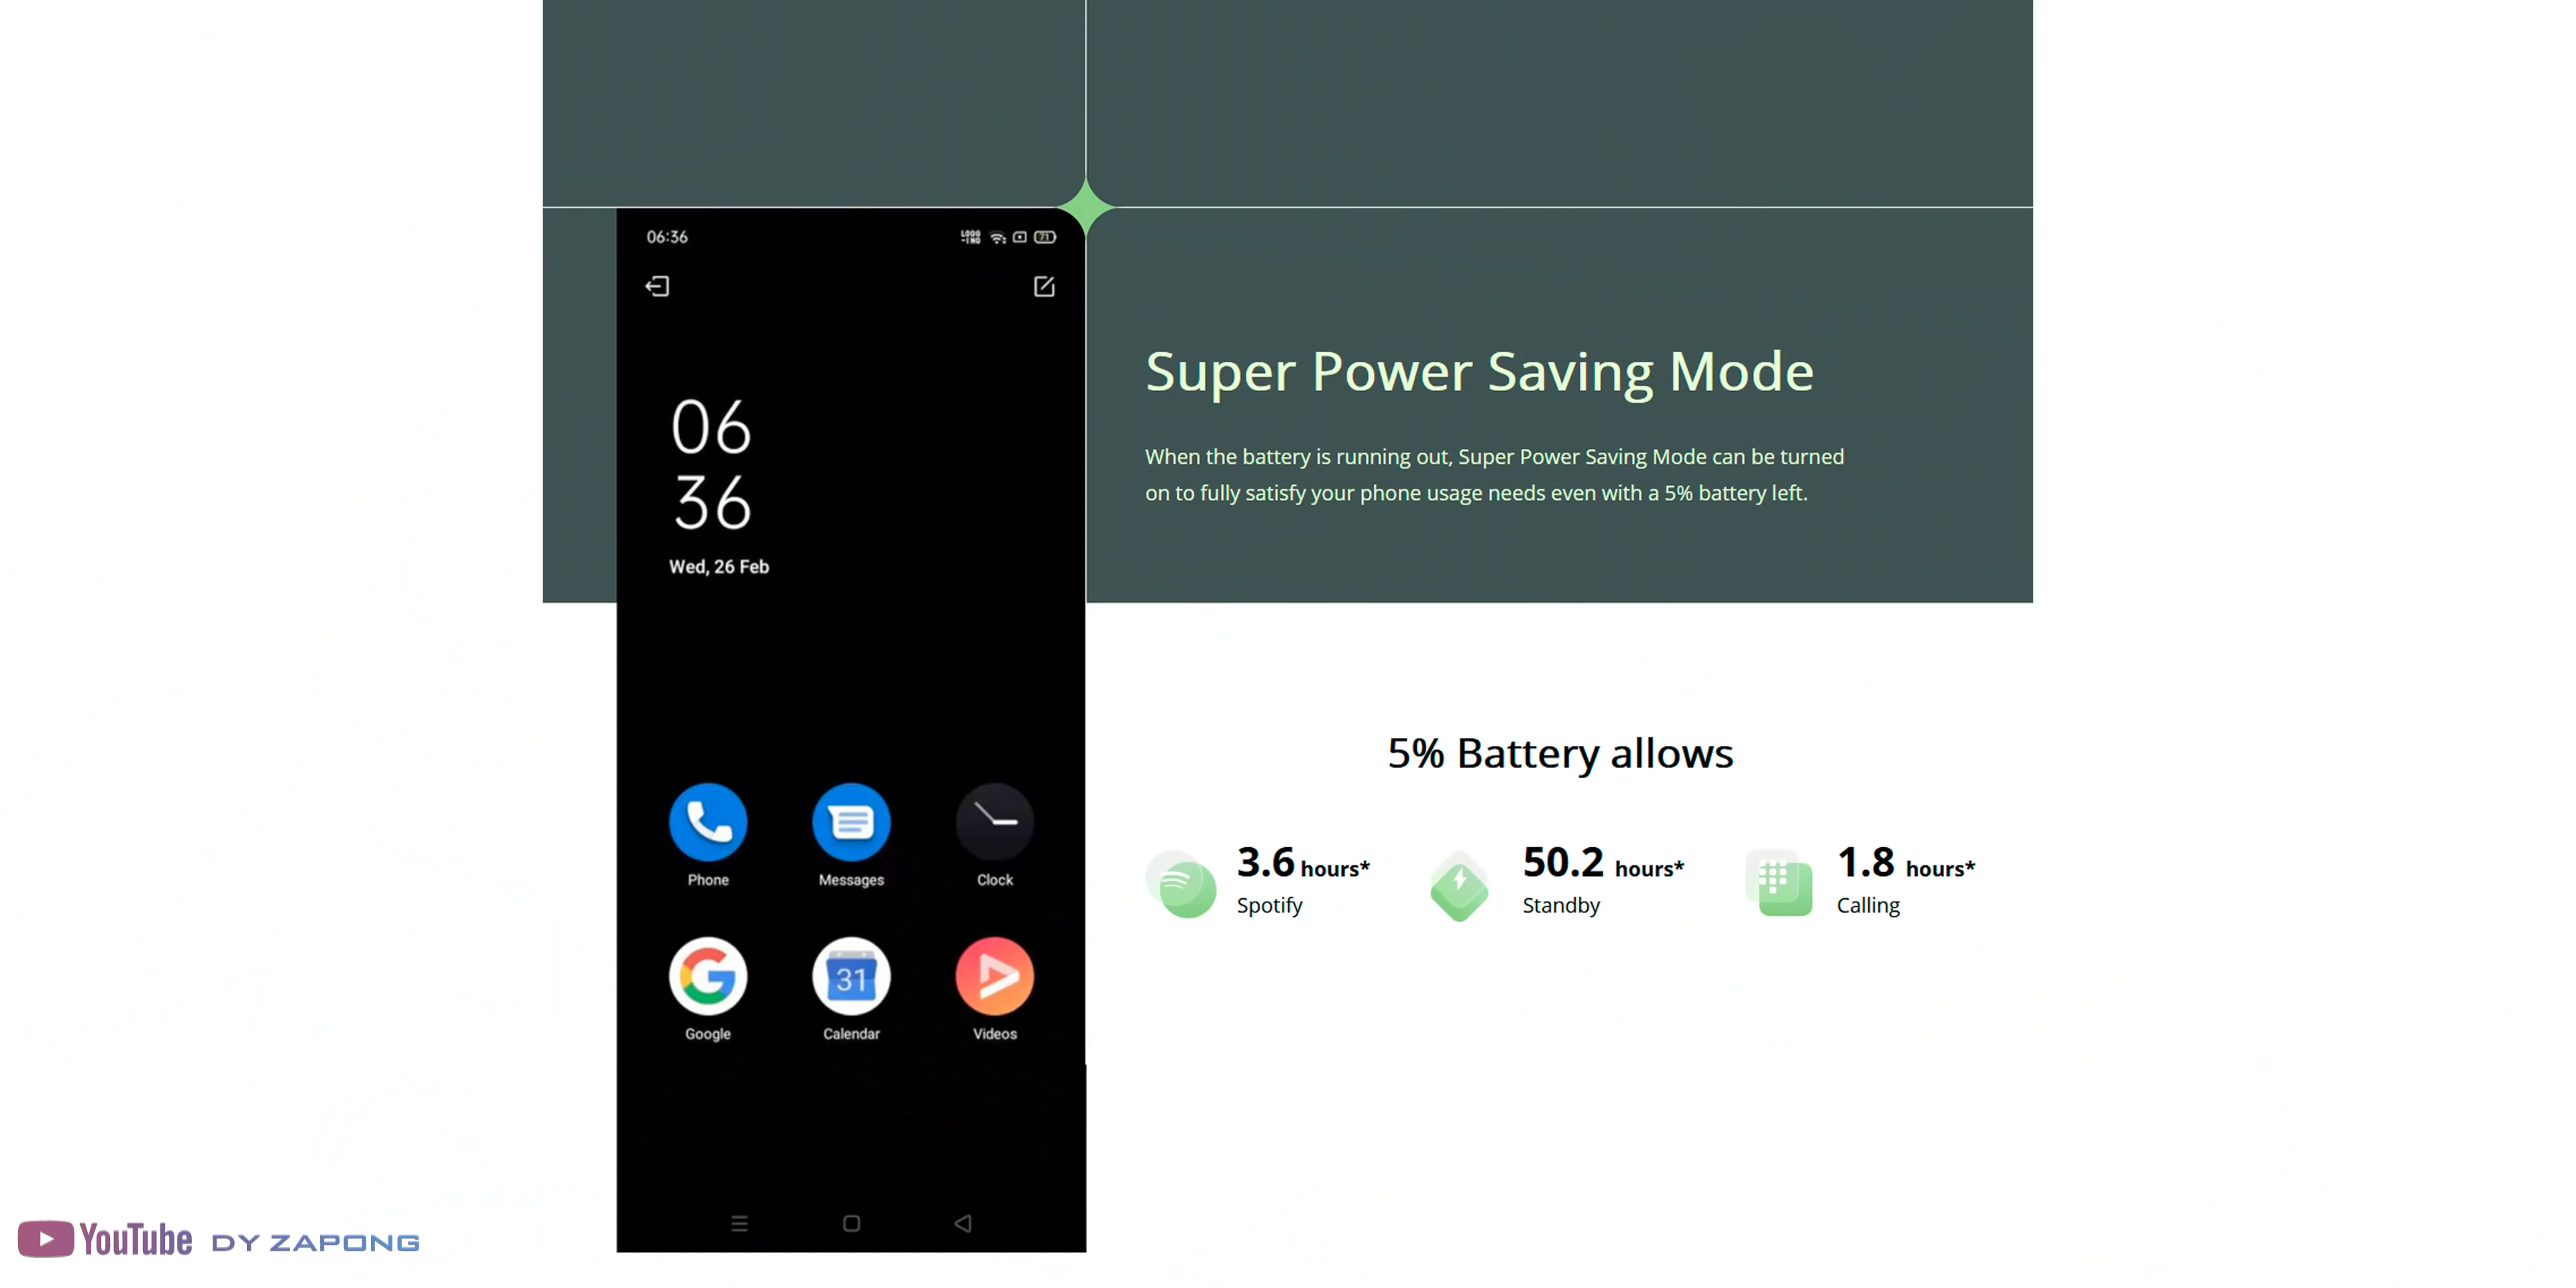 06:36
71
06
36
Wed, 26 Feb
Phone
Messages
Clock
Google
31
Calendar
Videos
Super Power Saving Mode
When the battery is running out, Super Power Saving Mode can be turned
on to fully satisfy your phone usage needs even with a 5% battery left.
5% Battery allows
3.6 hours*
Spotify
50.2 hours*
Standby
1.8 hours*
Calling
YouTube DY ZAPONG